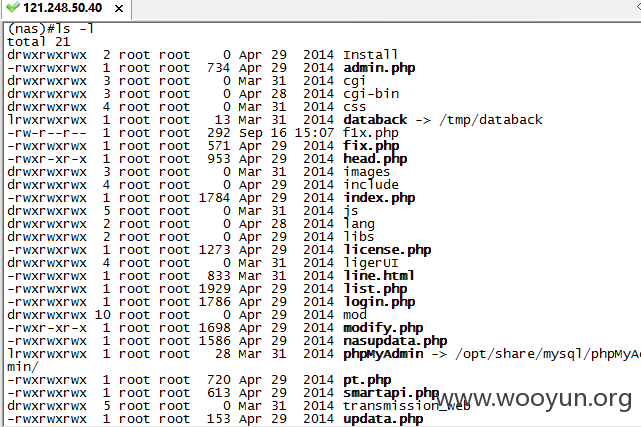 121.248.50.40
(nas)#ls -l
total 21
drwxrwxrwx 2 root root 0 Apr 29 2014 Install
-rwxrwxrwx 1 root root 734 Apr 29 2014 admin.php
drwxrwxrwx 3 root root 0 Mar 31 2014 cgi
drwxrwxrwx 3 root root 0 Apr 28 2014 cgi-bin
drwxrwxrwx 4 root root 0 Mar 31 2014 css
lrwxrwxrwx 1 root root 13 Mar 31 2014 databack -> /tmp/databack
-rw-r--r-- 1 root root 292 Sep 16 15:07 f1x.php
-rwxrwxrwx 1 root root 571 Apr 29 2014 fix.php
-rwxr-xr-x 1 root root 953 Apr 29 2014 head.php
drwxrwxrwx 3 root root 0 Mar 31 2014 images
drwxrwxrwx 4 root root 0 Apr 29 2014 include
-rwxrwxrwx 1 root root 1784 Apr 29 2014 index.php
drwxrwxrwx 5 root root 0 Mar 31 2014 js
drwxrwxrwx 2 root root 0 Apr 28 2014 lang
drwxrwxrwx 2 root root 0 Apr 29 2014 libs
-rwxrwxrwx 1 root root 1273 Apr 29 2014 license.php
drwxrwxrwx 4 root root 0 Mar 31 2014 ligerUI
-rwxrwxrwx 1 root root 833 Mar 31 2014 line.html
-rwxrwxrwx 1 root root 1929 Apr 29 2014 list.php
-rwxrwxrwx 1 root root 1786 Apr 29 2014 login.php
drwxrwxrwx 10 root root 0 Apr 29 2014 mod
-rwxr-xr-x 1 root root 1698 Apr 29 2014 modify.php
-rwxrwxrwx 1 root root 1586 Apr 29 2014 nasupdata.php
lrwxrwxrwx 1 root root 28 Mar 31 2014 phpMyAdmin -> /opt/share/mysql/phpMyAd
min/
-rwxrwxrwx 1 root root 720 Apr 29 2014 pt.php
-rwxrwxrwx 1 root root 613 Apr 29 2014 smartapi.php
drwxrwxrwx 5 root root 0 Mar 31 2014 transmission_web
-rwxrwxrwx 1 root root 153 Apr 29 2014 updata.php
www.wooyun.org